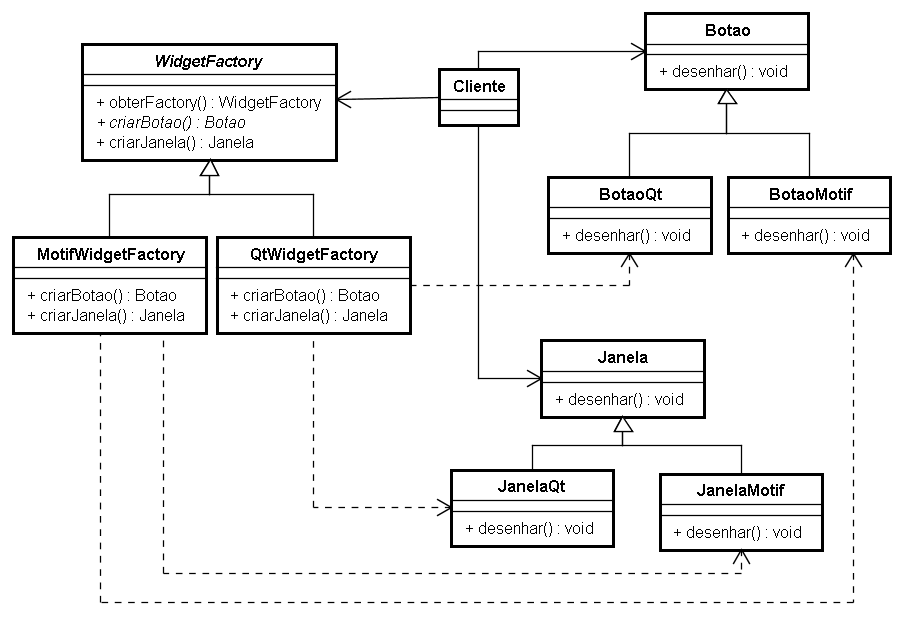 WidgetFactory
+ obterFactory() : WidgetFactory
+ criarBotao() : Botao
+ criarJanela() : Janela
Cliente
Botao
+ desenhar() : void
BotaoQt
+ desenhar() : void
BotaoMotif
+ desenhar() : void
MotifWidgetFactory
+ criarBotao() : Botao
+ criarJanela() : Janela
QtWidgetFactory
+ criarBotao() : Botao
+ criarJanela() : Janela
Janela
+ desenhar() : void
JanelaQt
+ desenhar() : void
JanelaMotif
+ desenhar() : void